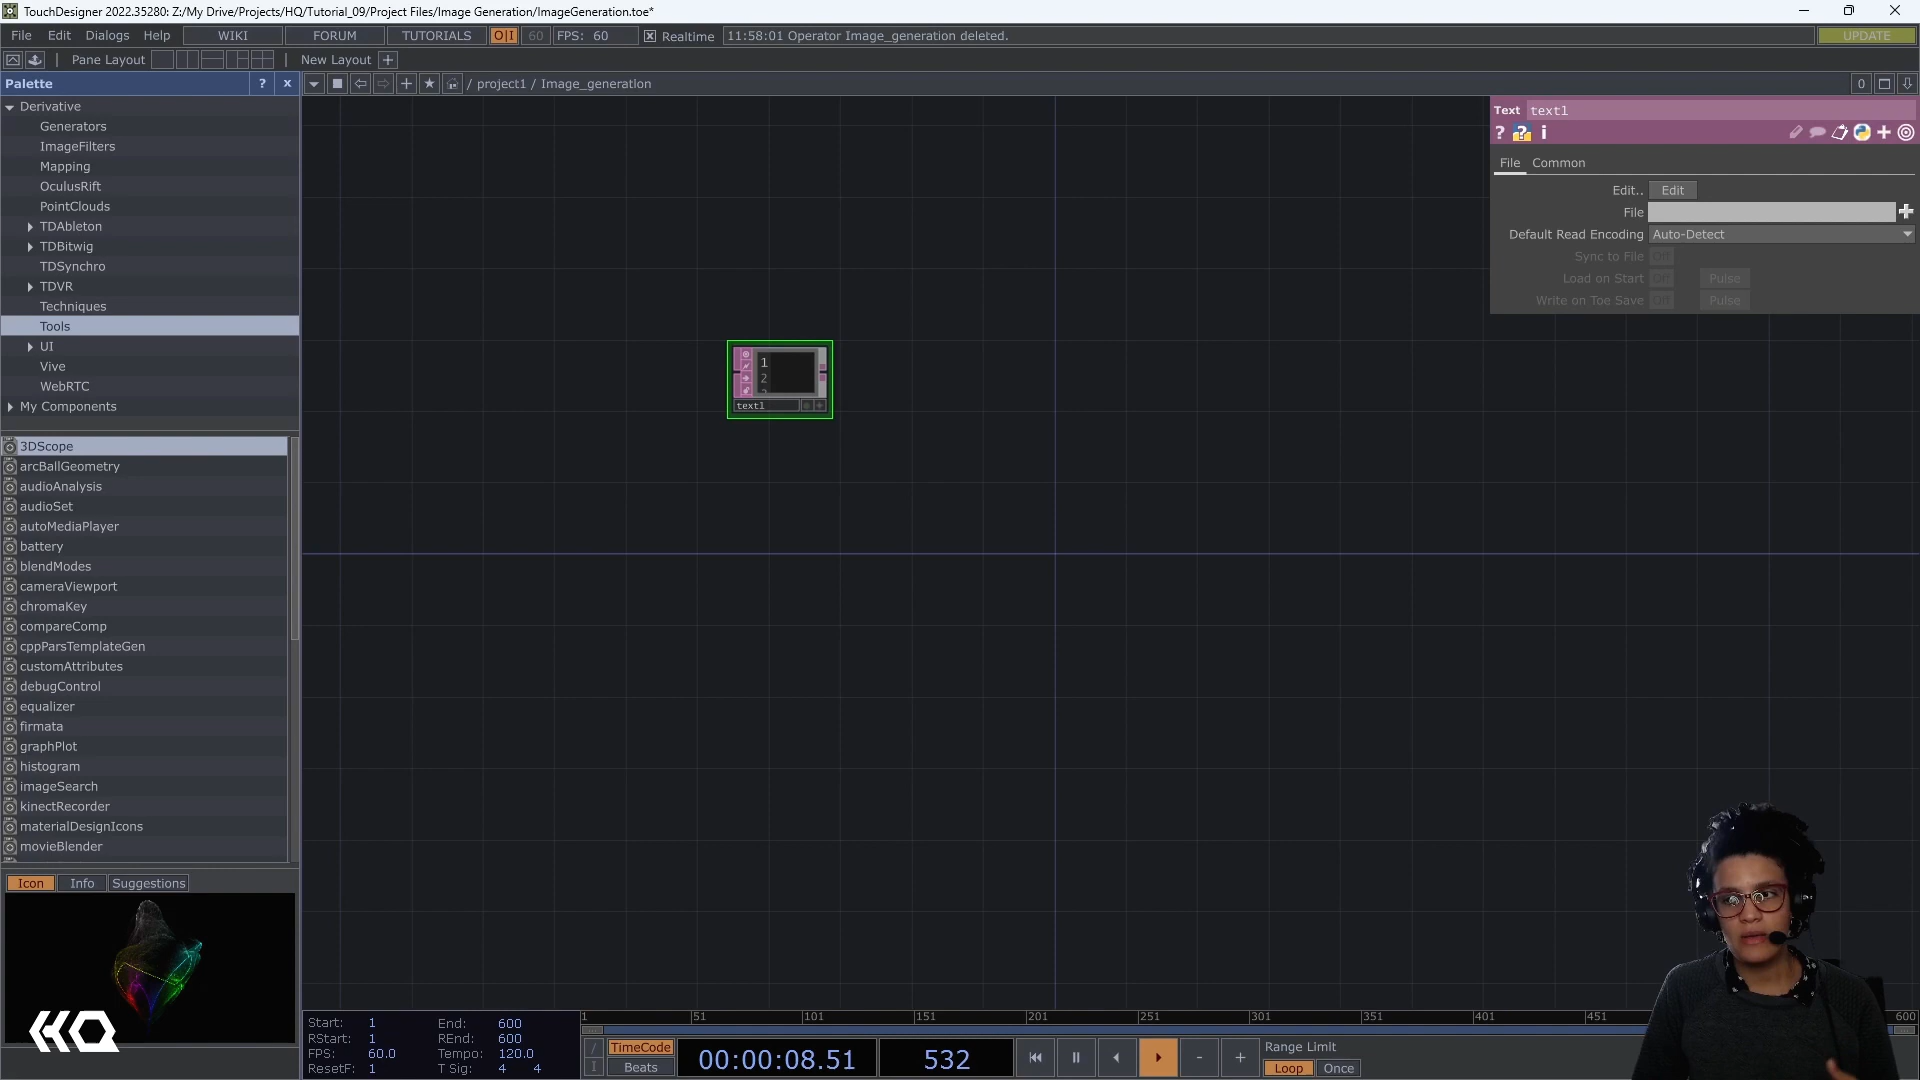 TouchDesigner 2022.35280: Z:/My Drive/Projects/HQ/Tutorial_09/Project Files/Image Generation/ImageGeneration.toe*
File Edit Dialogs Help WIKI FORUM TUTORIALS O|I 60 FPS: 60 Realtime 11:58:01 Operator Image_generation deleted. UPDATE
Pane Layout New Layout +
Palette ? x / project1 / Image_generation 0
Derivative
Generators
ImageFilters
Mapping
OculusRift
PointClouds
TDAbleton
TDBitwig
TDSynchro
TDVR
Techniques
Tools
UI
Vive
WebRTC
My Components
3DScope
arcBallGeometry
audioAnalysis
audioSet
autoMediaPlayer
battery
blendModes
cameraViewport
chromaKey
compareComp
cppParsTemplateGen
customAttributes
debugControl
equalizer
firmata
graphPlot
histogram
imageSearch
kinectRecorder
materialDesignIcons
movieBlender
Icon Info Suggestions
HQ
1
2
text1
Text text1
? ? i
File Common
Edit.. Edit
File
Default Read Encoding Auto-Detect
Sync to File Off
Load on Start Off Pulse
Write on Toe Save Off Pulse
Start: 1 End: 600
RStart: 1 REnd: 600
FPS: 60.0 Tempo: 120.0
ResetF: 1 T Sig: 4 4
1 51 101 151 201 251 301 351 401 451 600
TimeCode
Beats
00:00:08.51 532
- +
Range Limit
Loop Once